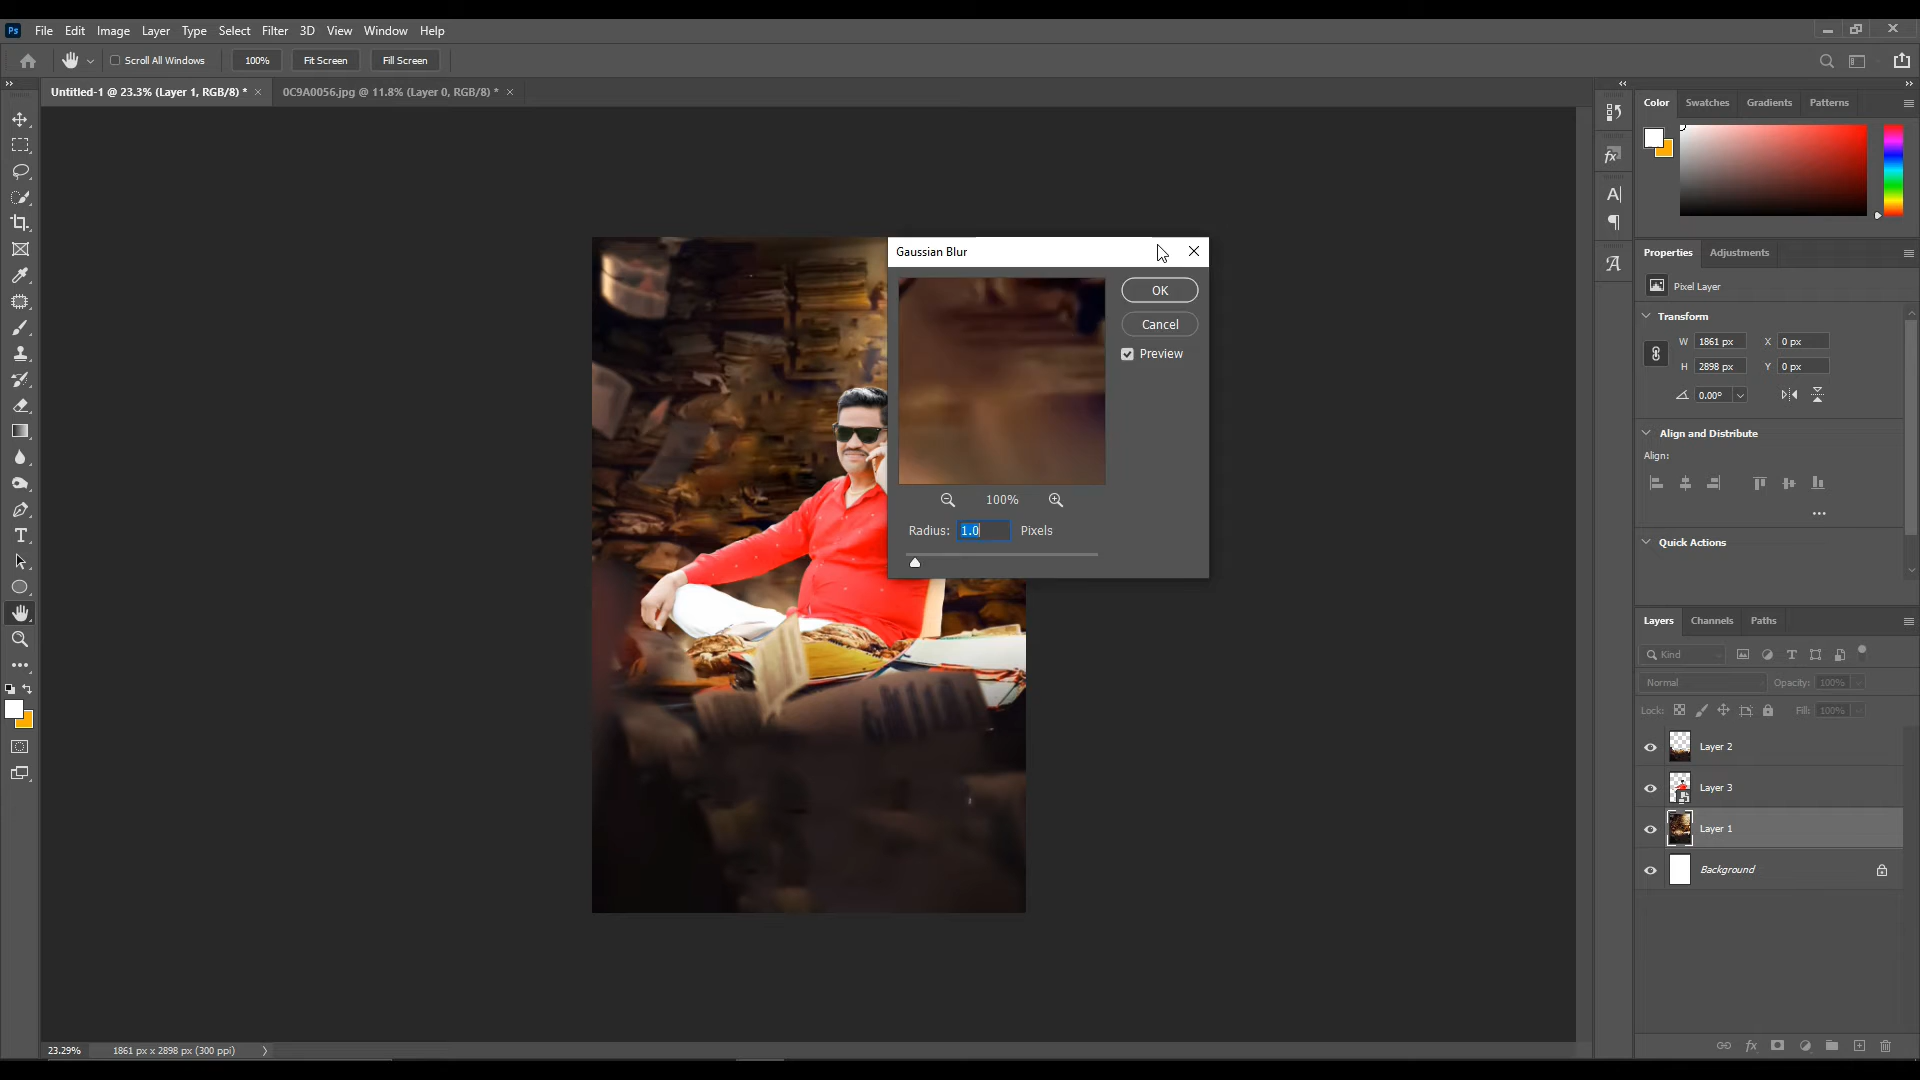 Ps File Edit Image Layer Type Select Filter 3D View Window Help
Scroll All Windows 100% Fit Screen Fill Screen
Untitled-1 @ 23.3% (Layer 1, RGB/8) * 0C9A0056.jpg @ 11.8% (Layer 0, RGB/8) *
Gaussian Blur
OK
Cancel
Preview
100%
Radius: 1.0 Pixels
Color Swatches Gradients Patterns
Properties Adjustments
Pixel Layer
Transform
W 1861 px X 0 px
H 2898 px Y 0 px
0.00°
Align and Distribute
Align:
Quick Actions
Layers Channels Paths
Kind
Normal Opacity: 100%
Lock: Fill: 100%
Layer 2
Layer 3
Layer 1
Background
23.29% 1861 px x 2898 px (300 ppi)